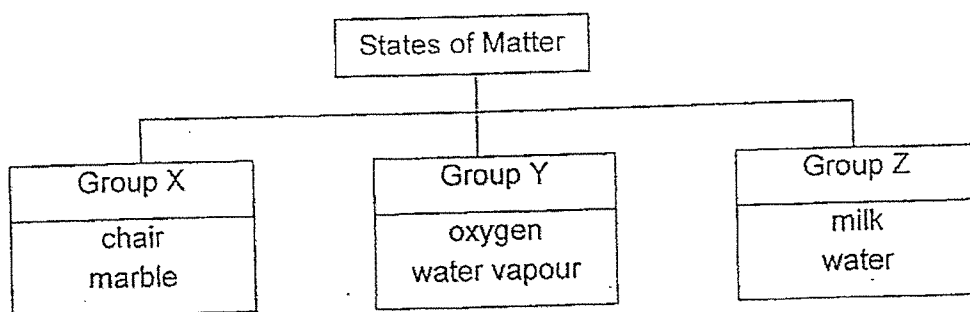 States of Matter
Group X
chair
marble
Group Y
oxygen
water vapour
Group Z
milk
water